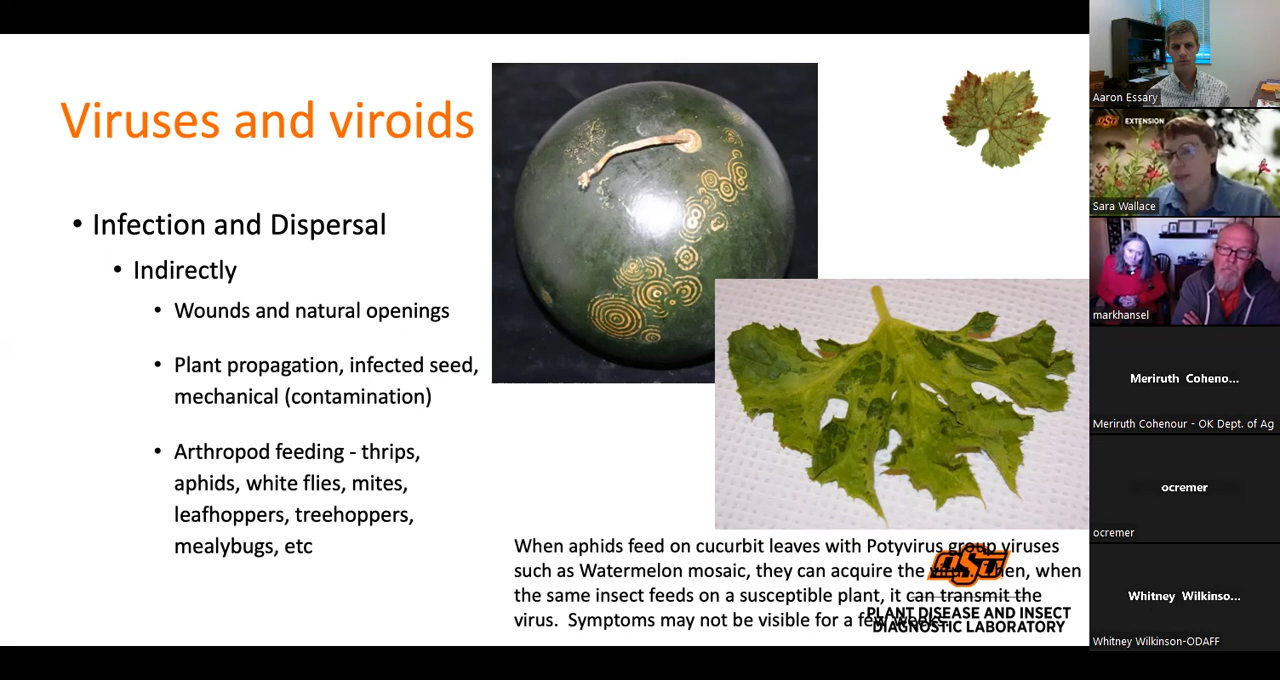 Viruses and viroids
• Infection and Dispersal
• Indirectly
• Wounds and natural openings
• Plant propagation, infected seed,
mechanical (contamination)
• Arthropod feeding - thrips,
aphids, white flies, mites,
leafhoppers, treehoppers,
mealybugs, etc
When aphids feed on cucurbit leaves with Potyvirus group viruses
such as Watermelon mosaic, they can acquire the virus. Then, when
the same insect feeds on a susceptible plant, it can transmit the
virus. Symptoms may not be visible for a few weeks.
OSU
PLANT DISEASE AND INSECT
DIAGNOSTIC LABORATORY
Aaron Essary
OSU EXTENSION
Sara Wallace
markhansel
Meriruth Coheno...
Meriruth Cohenour - OK Dept. of Ag
ocremer
ocremer
Whitney Wilkinso...
Whitney Wilkinson-ODAFF